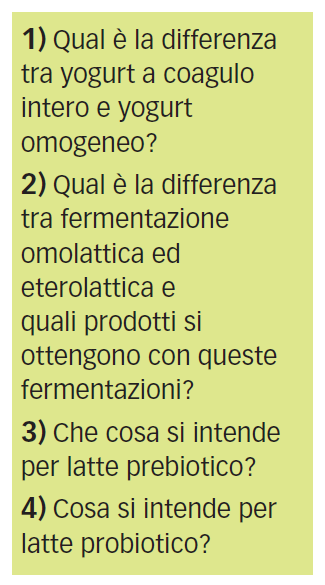 1) Qual è la differenza
tra yogurt a coagulo
intero e yogurt
omogeneo?
2) Qual è la differenza
tra fermentazione
omolattica ed
eterolattica e
quali prodotti si
ottengono con queste
fermentazioni?
3) Che cosa si intende
per latte prebiotico?
4) Cosa si intende per
latte probiotico?